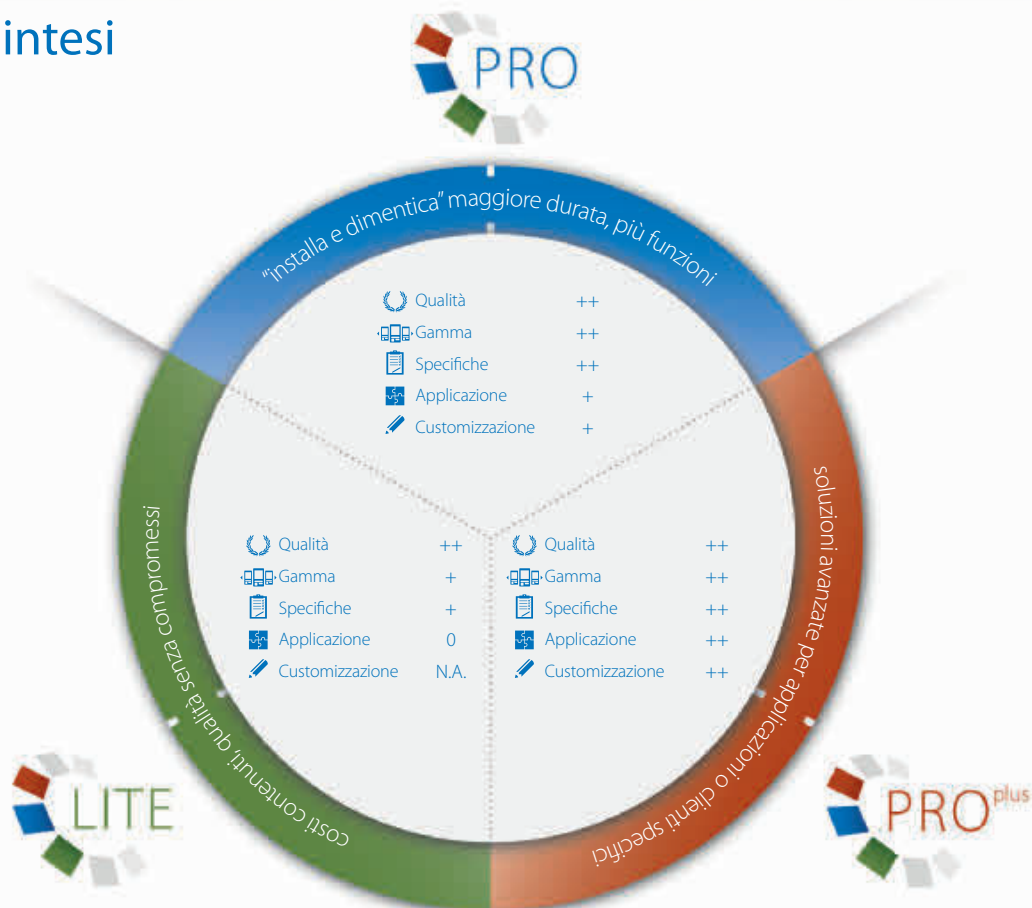 intesi
PRO
"installa e dimentica" maggiore durata, più funzioni
Qualità ++
Gamma ++
Specifiche ++
Applicazione +
Customizzazione +
costi contenuti, qualità senza compromessi
Qualità ++
Gamma +
Specifiche +
Applicazione 0
Customizzazione N.A.
Qualità ++
Gamma ++
Specifiche ++
Applicazione ++
Customizzazione ++
soluzioni avanzate per applicazioni o clienti specifici
LITE
PRO plus